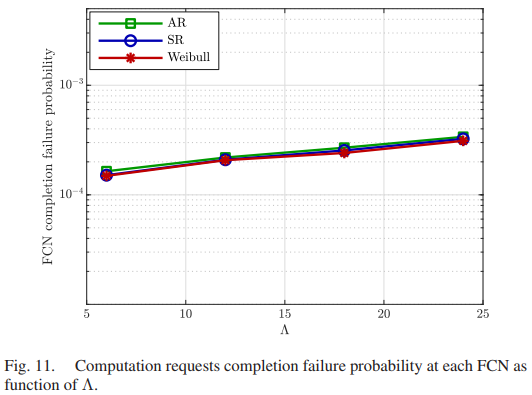 AR
SR
Weibull
FCN completion failure probability
10⁻³
10⁻⁴
5 10 15 20 25
Λ
Fig. 11. Computation requests completion failure probability at each FCN as
function of Λ.